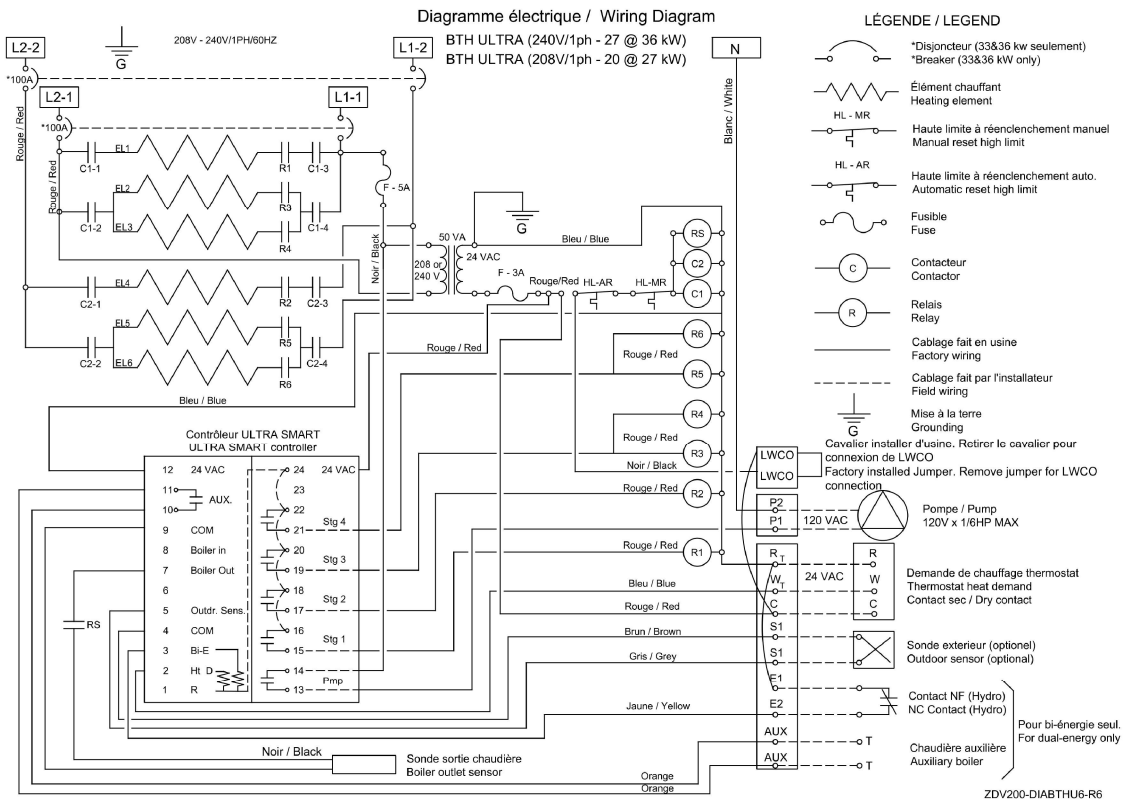 Diagramme électrique / Wiring Diagram
BTH ULTRA (240V/1ph - 27 @ 36 kW)
BTH ULTRA (208V/1ph - 20 @ 27 kW)
208V - 240V/1PH/60HZ
G
L2-2
L1-2
N
*100A
L2-1
L1-1
*100A
Rouge / Red
Rouge / Red
Blanc / White
EL1
C1-1
R1
C1-3
EL2
R3
C1-2
EL3
C1-4
R4
F - 5A
Noir / Black
EL4
C2-1
R2
C2-3
EL5
R5
C2-2
EL6
C2-4
R6
G
50 VA
24 VAC
208 or
240 V
Bleu / Blue
F - 3A
Rouge/Red
HL-AR
HL-MR
RS
C2
C1
R6
Rouge / Red
Rouge / Red
R5
R4
Rouge / Red
R3
Noir / Black
Rouge / Red
R2
Rouge / Red
R1
Bleu / Blue
Rouge / Red
Brun / Brown
Gris / Grey
Jaune / Yellow
Bleu / Blue
Contrôleur ULTRA SMART
ULTRA SMART controller
12 24 VAC
11
AUX.
10
9 COM
8 Boiler in
7 Boiler Out
6
5 Outdr. Sens.
4 COM
3 Bi-E
2 Ht D
1 R
24 24 VAC
23
22
Stg 4
21
20
Stg 3
19
18
Stg 2
17
16
Stg 1
15
14
Pmp
13
RS
Noir / Black
Sonde sortie chaudière
Boiler outlet sensor
Orange
Orange
LWCO
LWCO
P2
P1
120 VAC
RT
WT
C
24 VAC
R
W
C
S1
S1
E1
E2
AUX
AUX
T
T
LÉGENDE / LEGEND
*Disjoncteur (33&36 kw seulement)
*Breaker (33&36 kW only)
Élément chauffant
Heating element
HL - MR
Haute limite à réenclenchement manuel
Manual reset high limit
HL - AR
Haute limite à réenclenchement auto.
Automatic reset high limit
Fusible
Fuse
C
Contacteur
Contactor
R
Relais
Relay
Cablage fait en usine
Factory wiring
Cablage fait par l'installateur
Field wiring
G
Mise à la terre
Grounding
Cavalier installer d'usine. Retirer le cavalier pour
connexion de LWCO
Factory installed Jumper. Remove jumper for LWCO
connection
Pompe / Pump
120V x 1/6HP MAX
Demande de chauffage thermostat
Thermostat heat demand
Contact sec / Dry contact
Sonde exterieur (optionel)
Outdoor sensor (optional)
Contact NF (Hydro)
NC Contact (Hydro)
Chaudière auxilière
Auxiliary boiler
Pour bi-énergie seul.
For dual-energy only
ZDV200-DIABTHU6-R6